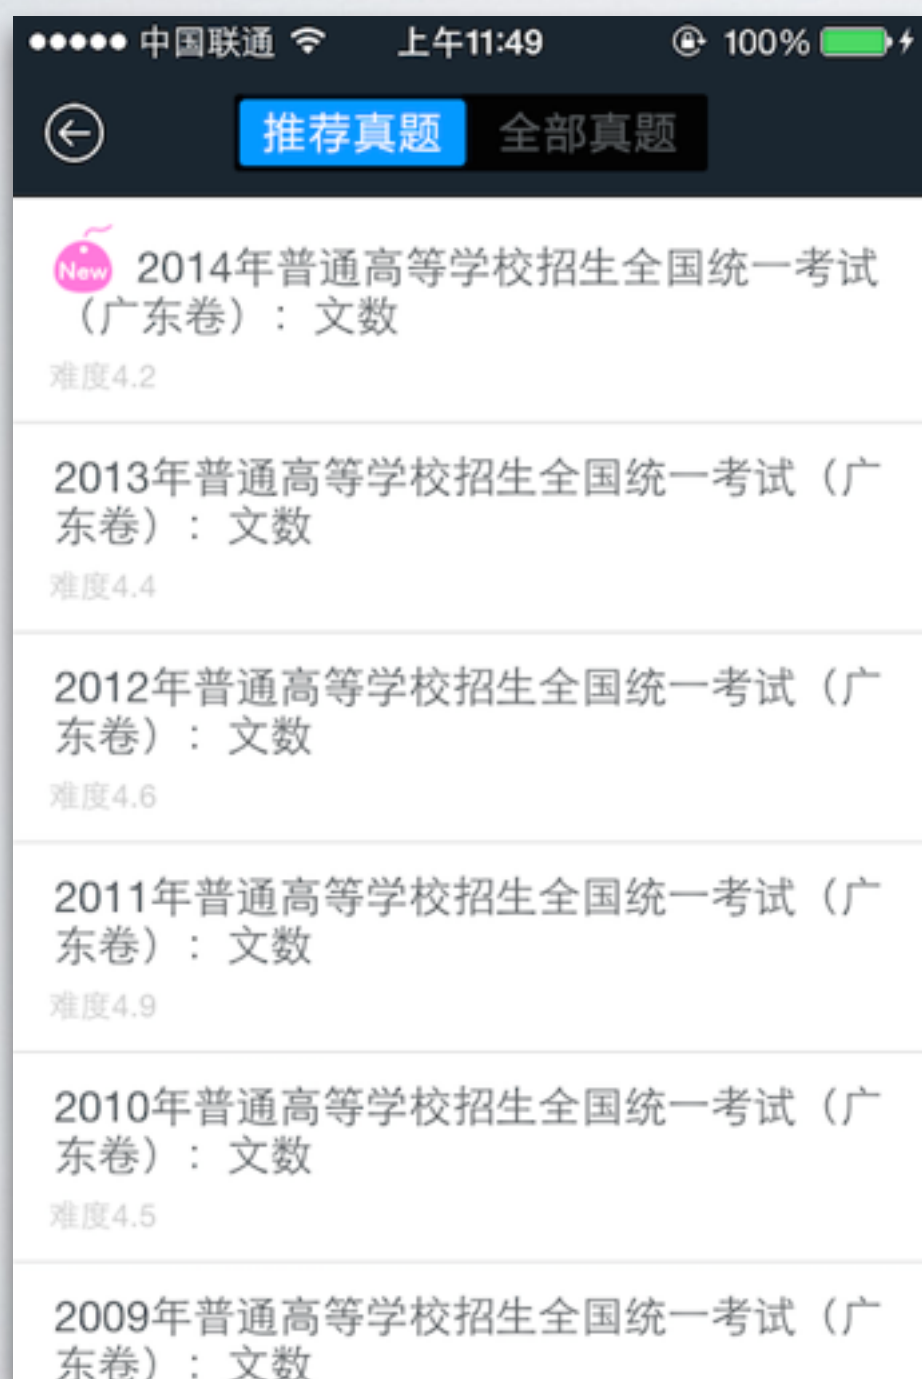 中国联通 上午11:49 100%
推荐真题 全部真题
New 2014年普通高等学校招生全国统一考试
（广东卷）：文数
难度4.2
2013年普通高等学校招生全国统一考试（广
东卷）：文数
难度4.4
2012年普通高等学校招生全国统一考试（广
东卷）：文数
难度4.6
2011年普通高等学校招生全国统一考试（广
东卷）：文数
难度4.9
2010年普通高等学校招生全国统一考试（广
东卷）：文数
难度4.5
2009年普通高等学校招生全国统一考试（广
东卷）：文数